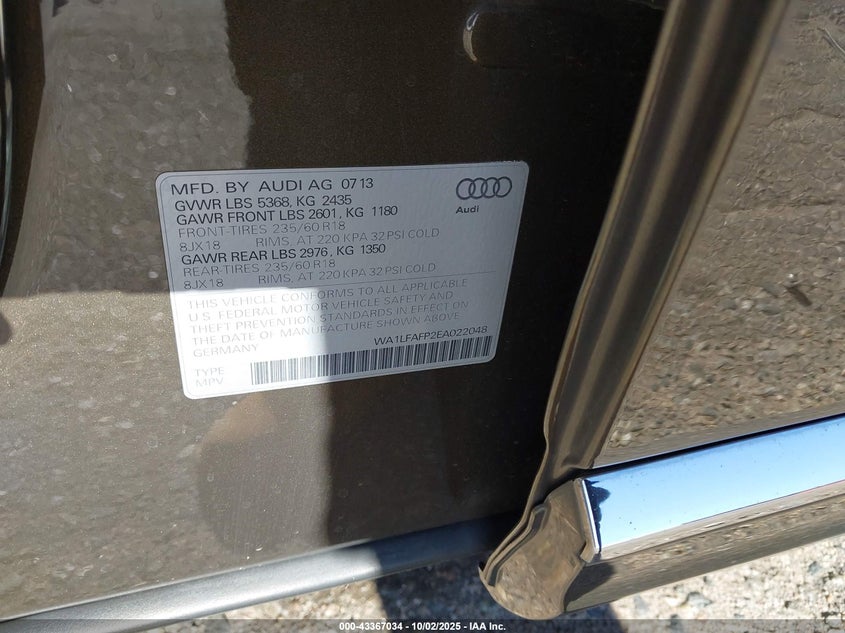 MFD. BY AUDI AG 0713
GVWR LBS 5368, KG 2435
GAWR FRONT LBS 2601, KG 1180
FRONT-TIRES 235/60 R18
8JX18 RIMS, AT 220 KPA 32 PSI COLD
GAWR REAR LBS 2976, KG 1350
REAR-TIRES 235/60 R18
8JX18 RIMS, AT 220 KPA 32 PSI COLD
THIS VEHICLE CONFORMS TO ALL APPLICABLE
U.S. FEDERAL MOTOR VEHICLE SAFETY AND
THEFT PREVENTION STANDARDS IN EFFECT ON
THE DATE OF MANUFACTURE SHOWN ABOVE.
GERMANY WA1LFAFP2EA022048
TYPE
MPV
Audi
000-43367034 - 10/02/2025 - IAA Inc.